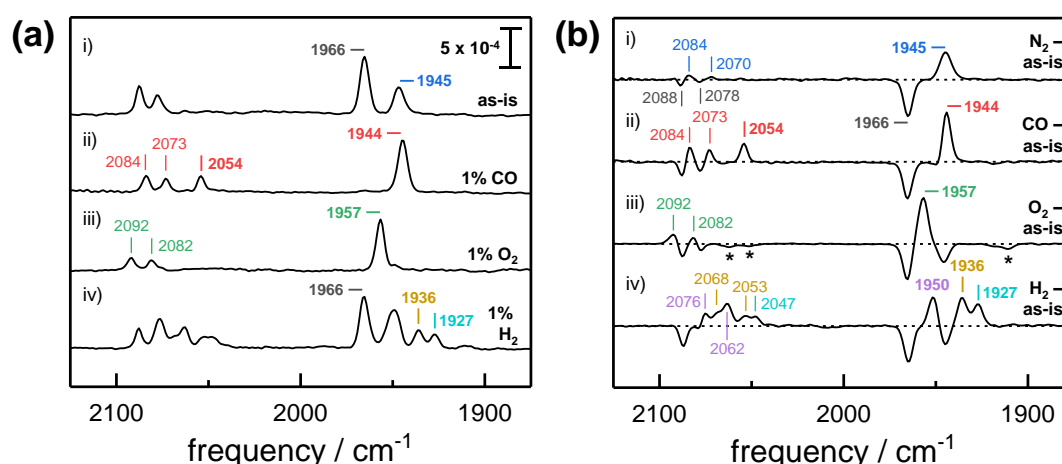 (a)
i)
1966
5 x 10⁻⁴
1945
as-is
ii)
1944
2084
2073
2054
1% CO
iii)
1957
2092
2082
1% O₂
iv)
1966
1936
1927
1%
H₂
2100
2000
1900
frequency / cm⁻¹
(b)
i)
2084
2070
1945
N₂ –
as-is
2088
2078
ii)
2084
2073
2054
1966
1944
CO –
as-is
iii)
2092
2082
1957
O₂ –
as-is
*
*
*
iv)
2076
2068
2053
2047
2062
1950
1936
1927
H₂ –
as-is
2100
2000
1900
frequency / cm⁻¹